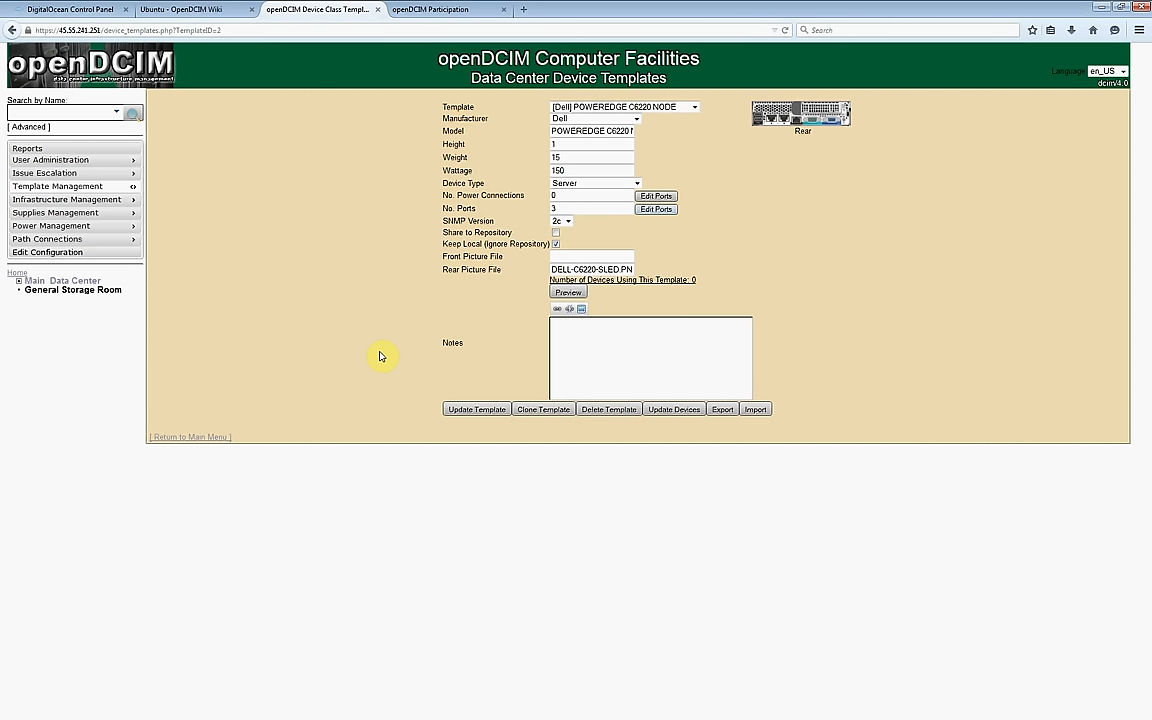 DigitalOcean Control Panel
Ubuntu - OpenDCIM Wiki
openDCIM Device Class Templ...
openDCIM Participation
https://45.55.241.251/device_templates.php?TemplateID=2
Search
openDCIM
data center infrastructure management
openDCIM Computer Facilities
Data Center Device Templates
Language en_US
dcim/4.0
Search by Name:
[ Advanced ]
Reports
User Administration
Issue Escalation
Template Management
Infrastructure Management
Supplies Management
Power Management
Path Connections
Edit Configuration
Home
Main Data Center
General Storage Room
Template [Dell] POWEREDGE C6220 NODE
Manufacturer Dell
Model POWEREDGE C6220 N
Height 1
Weight 15
Wattage 150
Device Type Server
No. Power Connections 0 Edit Ports
No. Ports 3 Edit Ports
SNMP Version 2c
Share to Repository
Keep Local (Ignore Repository)
Front Picture File
Rear Picture File DELL-C6220-SLED.PN
Number of Devices Using This Template: 0
Preview
Notes
Update Template Clone Template Delete Template Update Devices Export Import
Rear
[ Return to Main Menu ]